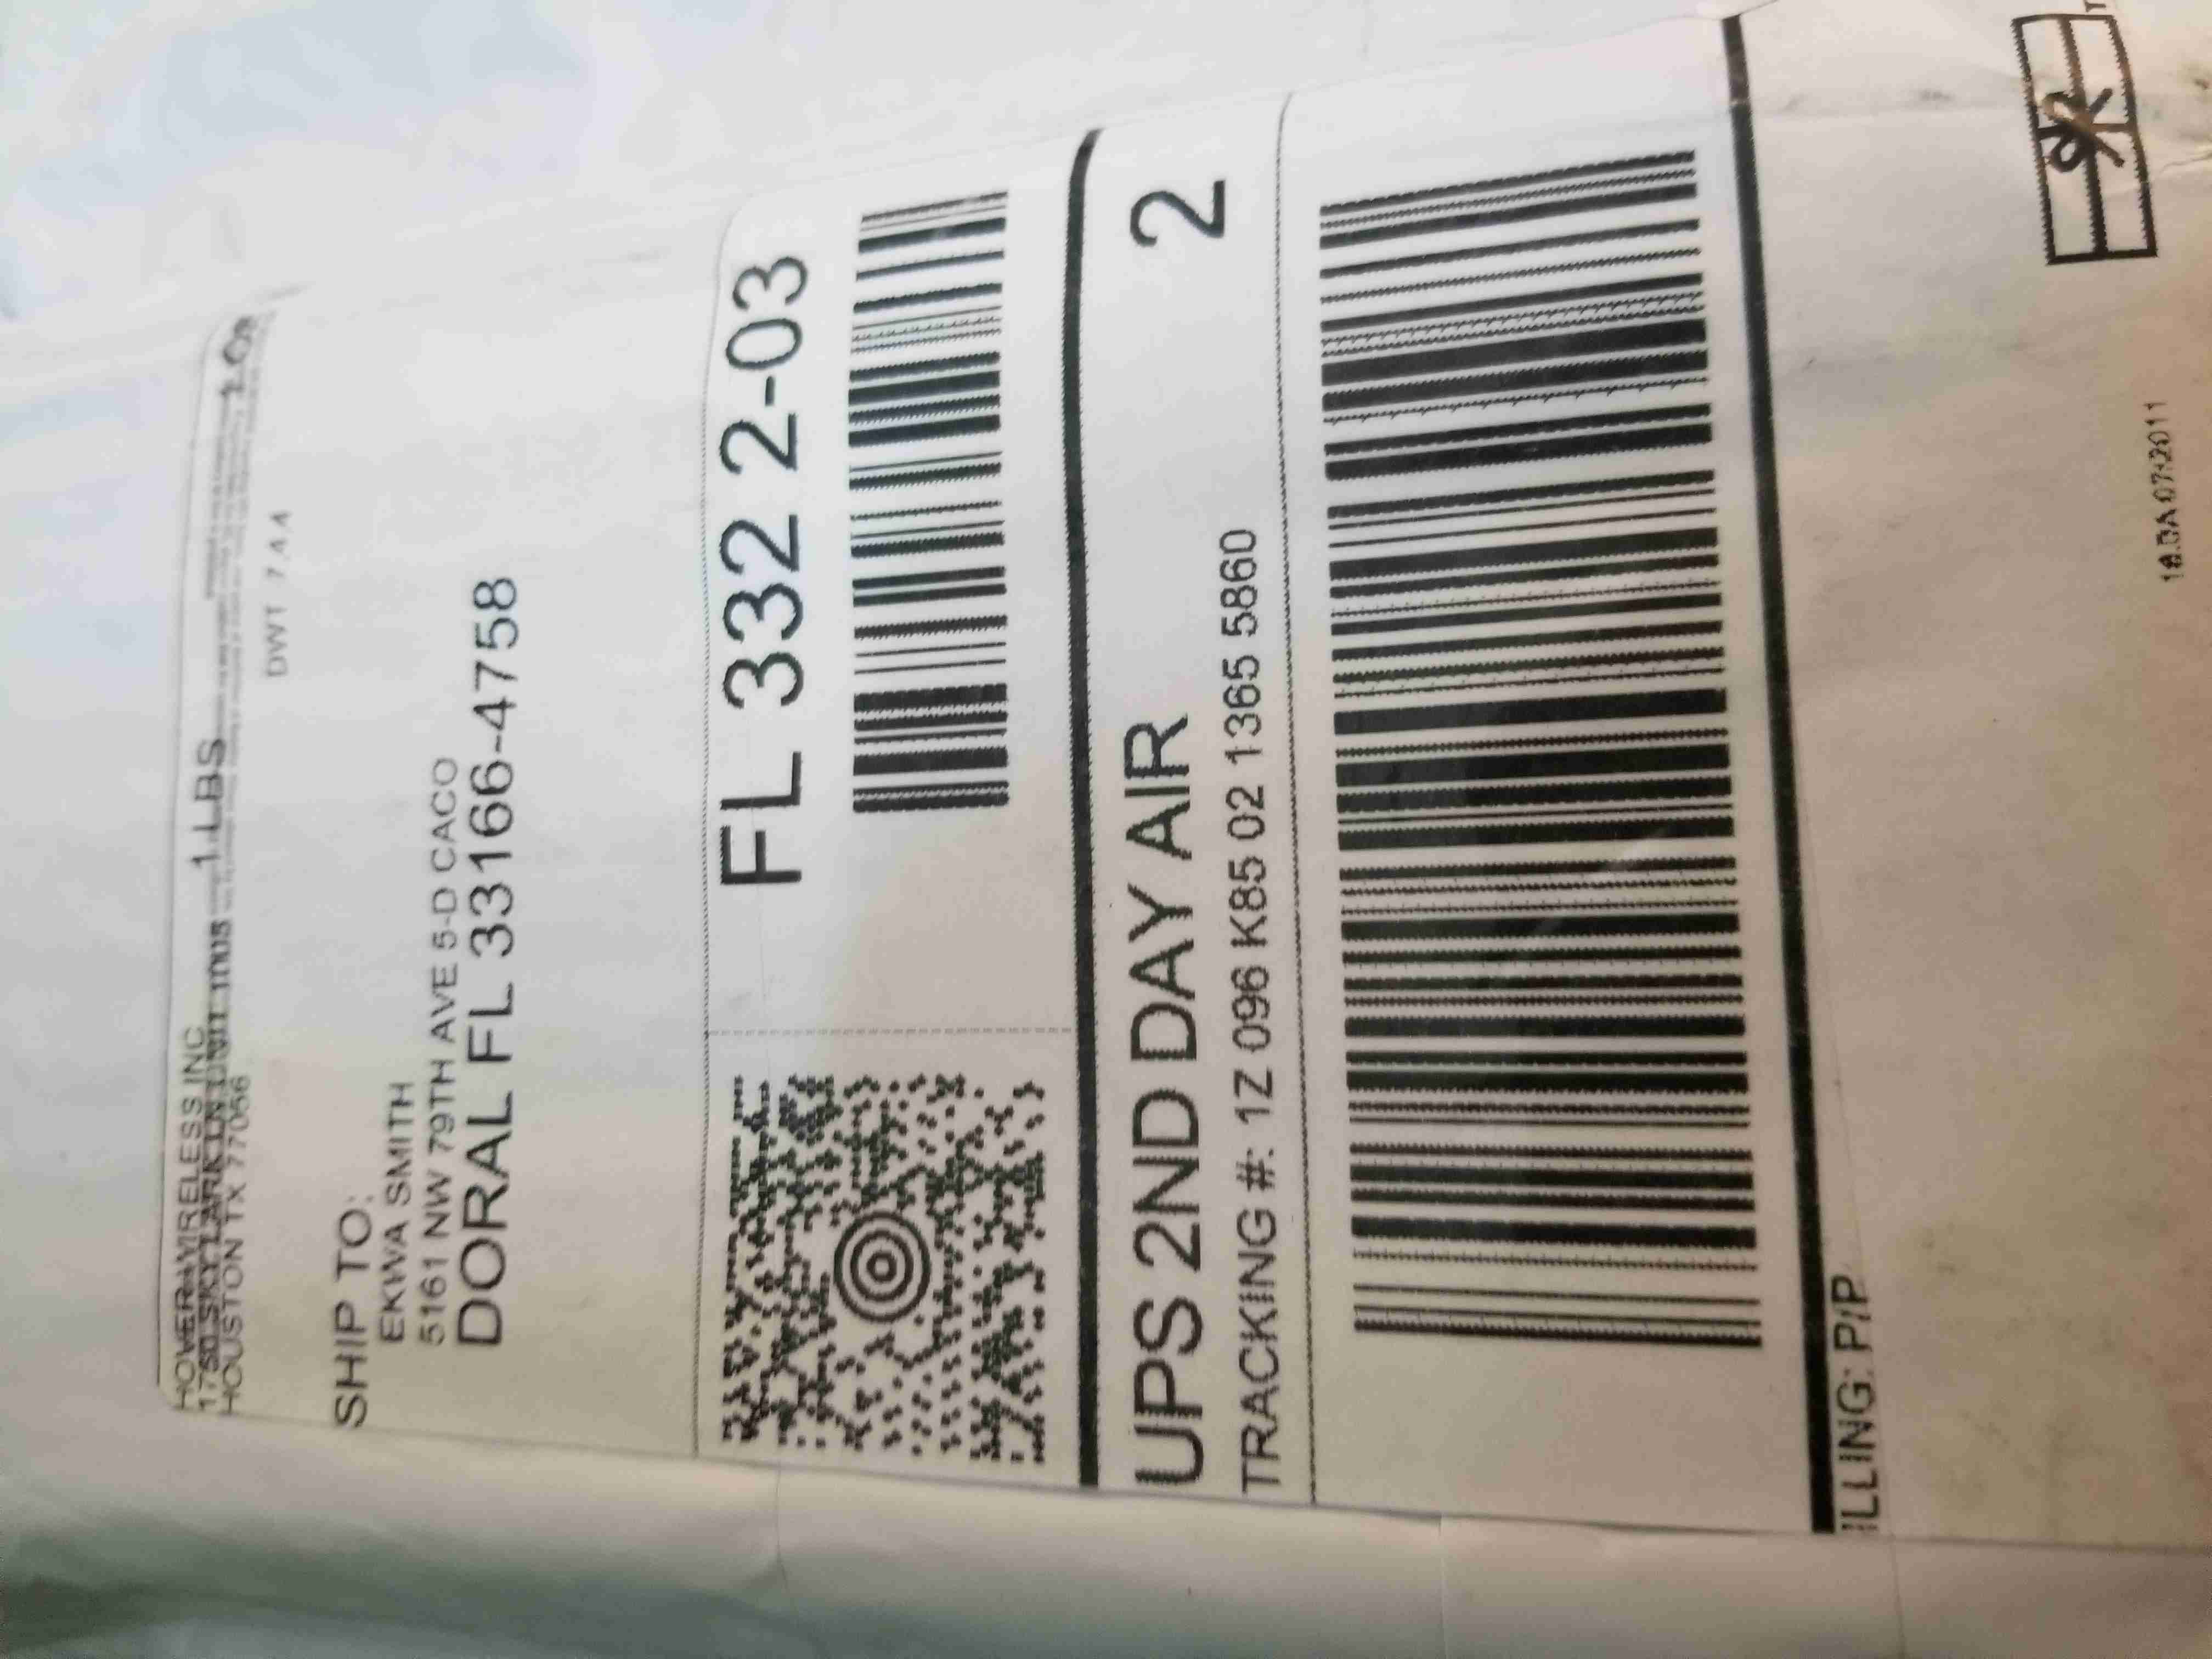 HOVERAWIRELESS INC
1 LBS
HOUSTON TX 77056
DWT 7.4.4
SHIP TO:
EKWA SMITH
5161 NW 79TH AVE 5-D CACO
DORAL FL 33166-4758
FL 332 2-03
UPS 2ND DAY AIR
2
TRACKING #: 1Z 096 K85 02 1365 5860
ILLING: P/P